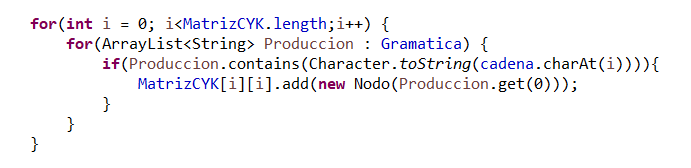 for(int i = 0; i<MatrizCYK.length;i++) {
for(ArrayList<String> Produccion : Gramatica) {
if(Produccion.contains(Character.toString(cadena.charAt(i)))){
MatrizCYK[i][i].add(new Nodo(Produccion.get(0)));
}
}
}